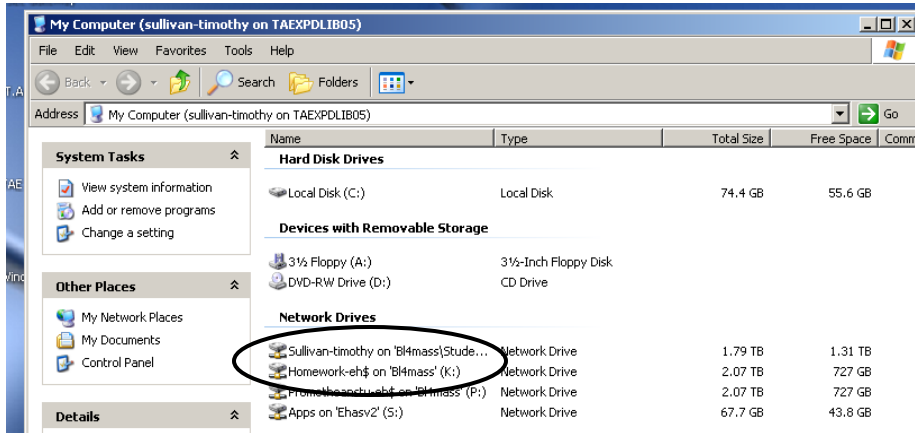 My Computer (sullivan-timothy on TAEXPDLIB05)
File Edit View Favorites Tools Help
Back Search Folders
Address My Computer (sullivan-timothy on TAEXPDLIB05) Go
Name Type Total Size Free Space Comm
System Tasks
View system information
Add or remove programs
Change a setting
Other Places
My Network Places
My Documents
Control Panel
Details
Hard Disk Drives
Local Disk (C:) Local Disk 74.4 GB 55.6 GB
Devices with Removable Storage
3½ Floppy (A:) 3½-Inch Floppy Disk
DVD-RW Drive (D:) CD Drive
Network Drives
Sullivan-timothy on 'Bl4mass\Stude... Network Drive 1.79 TB 1.31 TB
Homework-eh$ on 'Bl4mass' (K:) Network Drive 2.07 TB 727 GB
Prometheanstu-eh$ on 'Bl4mass' (P:) Network Drive 2.07 TB 727 GB
Apps on 'Ehasv2' (S:) Network Drive 67.7 GB 43.8 GB